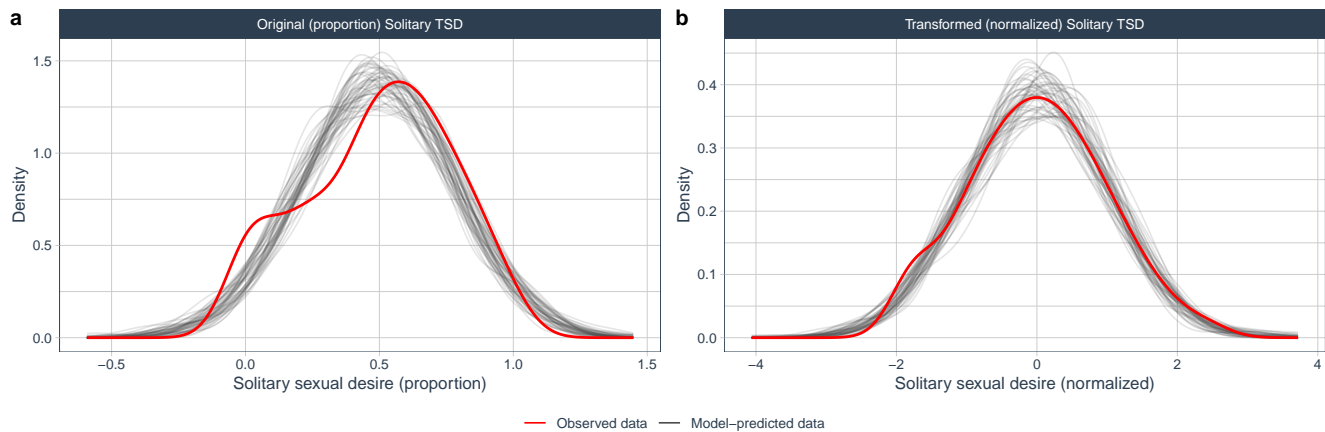 a
Original (proportion) Solitary TSD
Density
1.5
1.0
0.5
0.0
−0.5
0.0
0.5
1.0
1.5
Solitary sexual desire (proportion)
b
Transformed (normalized) Solitary TSD
Density
0.4
0.3
0.2
0.1
0.0
−4
−2
0
2
4
Solitary sexual desire (normalized)
Observed data
Model−predicted data